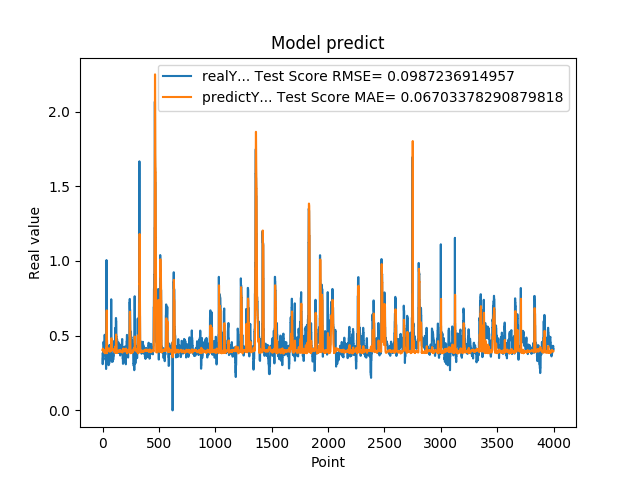 Model predict
realY... Test Score RMSE= 0.0987236914957
predictY... Test Score MAE= 0.06703378290879818
2.0
1.5
1.0
0.5
0.0
Real value
0 500 1000 1500 2000 2500 3000 3500 4000
Point